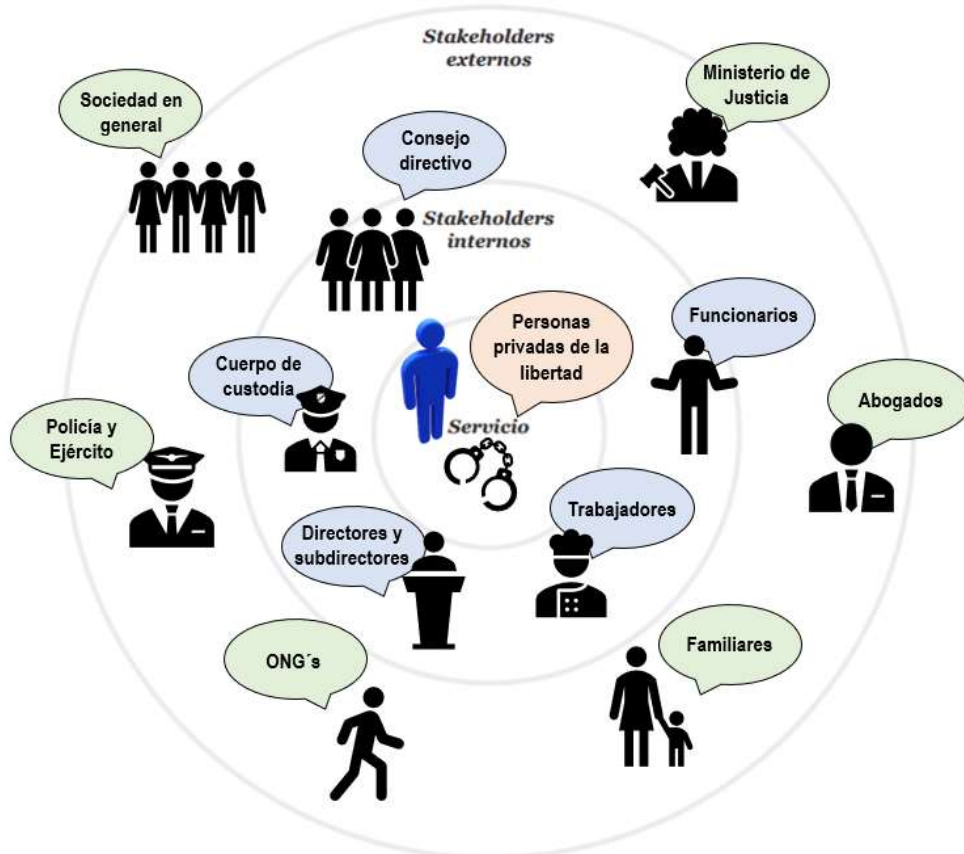 Stakeholders
externos
Ministerio de
Justicia
Sociedad en
general
Consejo
directivo
Stakeholders
internos
Personas
privadas de la
libertad
Funcionarios
Cuerpo de
custodia
Servicio
Abogados
Policía y
Ejército
Trabajadores
Directores y
subdirectores
ONG´s
Familiares